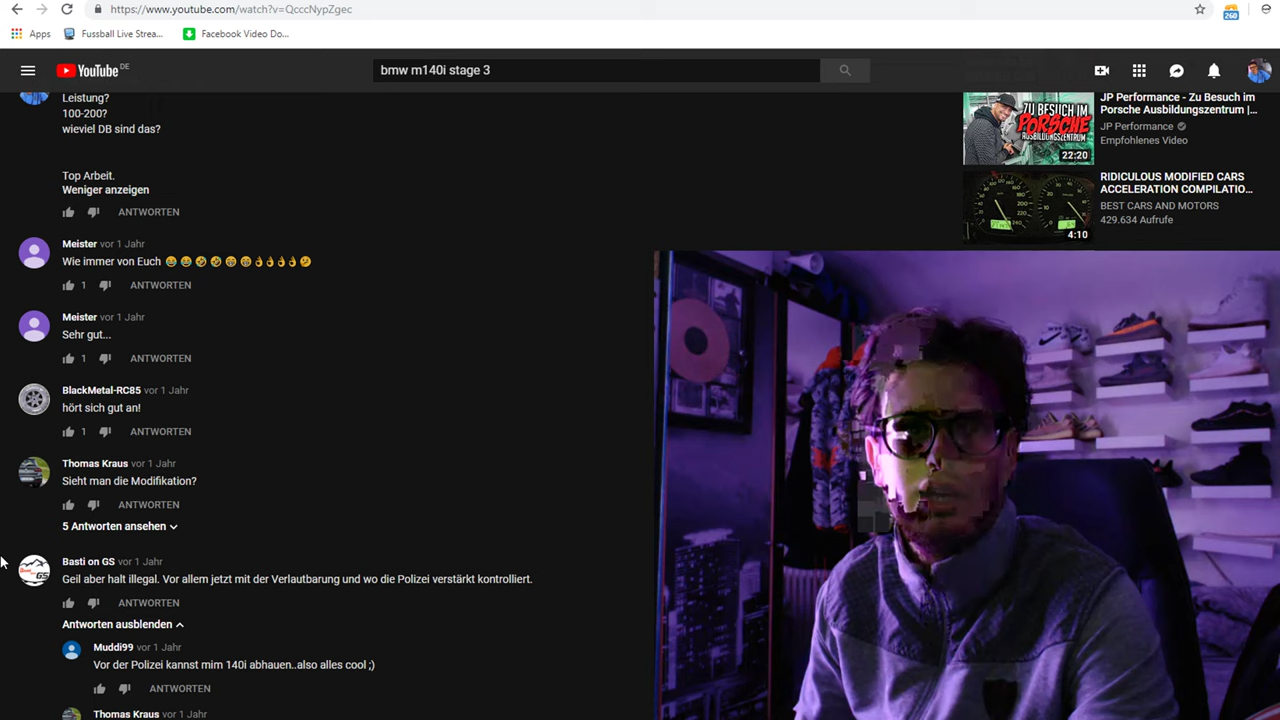 https://www.youtube.com/watch?v=QcccNypZgec
260
Apps
Fussball Live Strea...
Facebook Video Do...
YouTube DE
bmw m140i stage 3
Leistung?
100-200?
wieviel DB sind das?
Top Arbeit.
Weniger anzeigen
ANTWORTEN
Meister vor 1 Jahr
Wie immer von Euch 😂😂🤣🤣😁😁👌👌👌👌😕
1 ANTWORTEN
Meister vor 1 Jahr
Sehr gut...
1 ANTWORTEN
BlackMetal-RC85 vor 1 Jahr
hört sich gut an!
1 ANTWORTEN
Thomas Kraus vor 1 Jahr
Sieht man die Modifikation?
ANTWORTEN
5 Antworten ansehen
Basti on GS vor 1 Jahr
Geil aber halt illegal. Vor allem jetzt mit der Verlautbarung und wo die Polizei verstärkt kontrolliert.
ANTWORTEN
Antworten ausblenden
Muddi99 vor 1 Jahr
Vor der Polizei kannst mim 140i abhauen..also alles cool ;)
ANTWORTEN
Thomas Kraus vor 1 Jahr
ZU BESUCH IM
PORSCHE
AUSBILDUNGSZENTRUM
22:20
JP Performance - Zu Besuch im
Porsche Ausbildungszentrum |...
JP Performance
Empfohlenes Video
4:10
RIDICULOUS MODIFIED CARS
ACCELERATION COMPILATIO...
BEST CARS AND MOTORS
429.634 Aufrufe